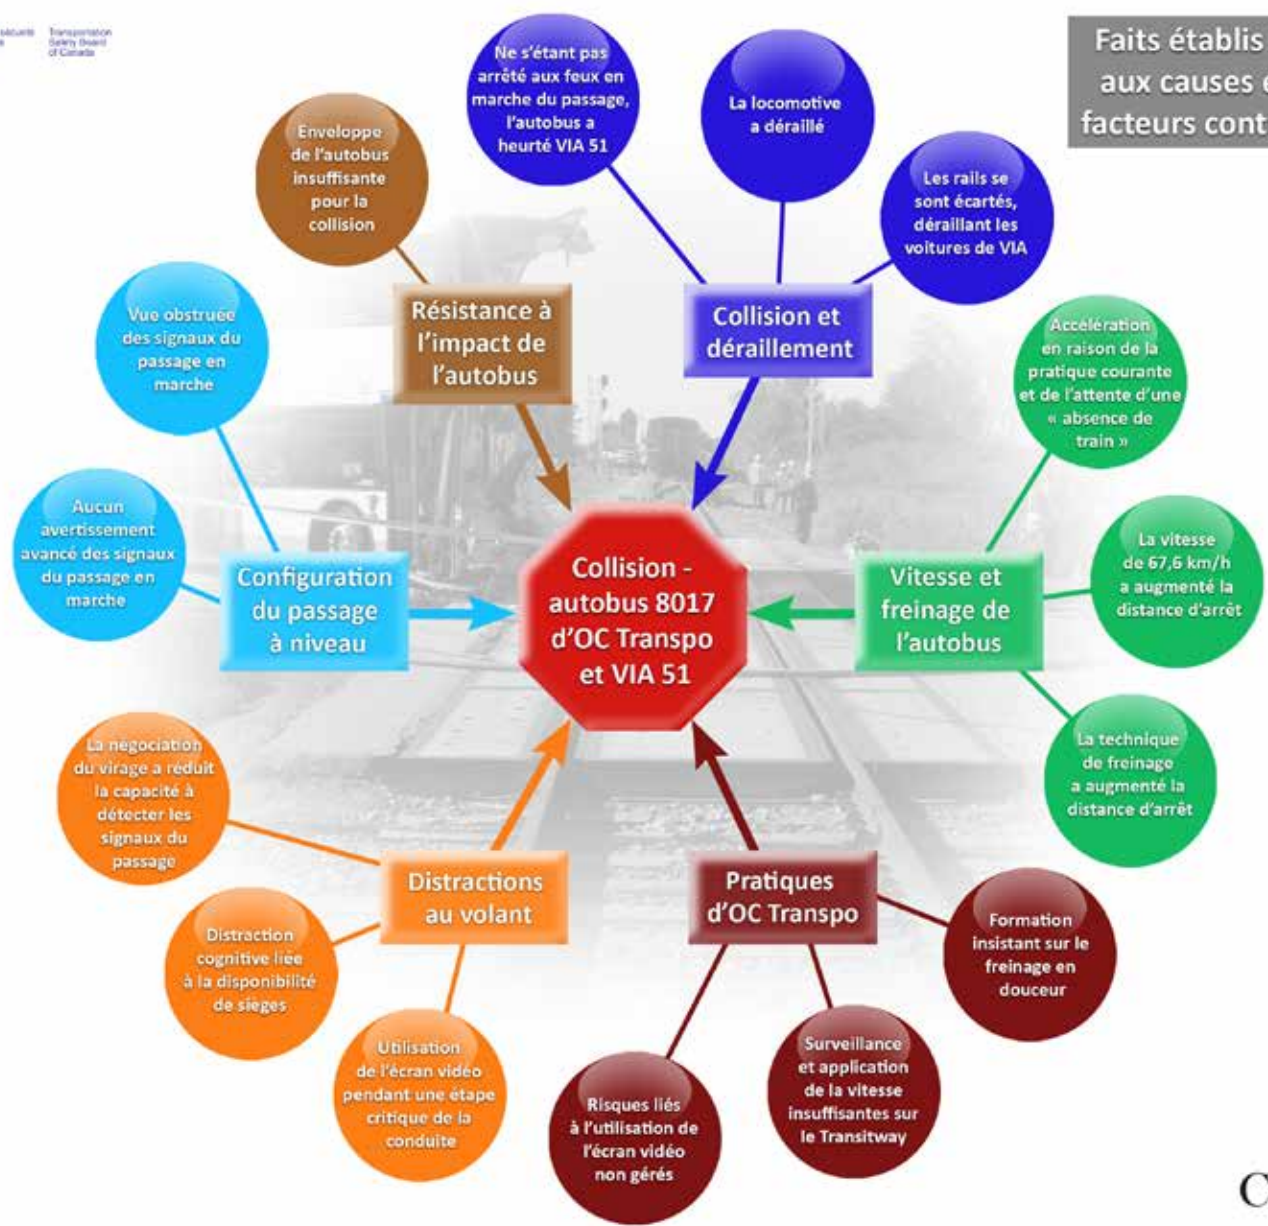 sécurité
Transportation
Safety Board
of Canada
Faits établis
aux causes e
facteurs cont
Ne s'étant pas
arrêté aux feux en
marche du passage,
l'autobus a
heurté VIA 51
La locomotive
a déraillé
Les rails se
sont écartés,
déraillant les
voitures de VIA
Enveloppe
de l'autobus
insuffisante
pour la
collision
Résistance à
l'impact de
l'autobus
Collision et
déraillement
Vue obstruée
des signaux du
passage en
marche
Accélération
en raison de la
pratique courante
et de l'attente d'une
« absence de
train »
Aucun
avertissement
avancé des signaux
du passage en
marche
Configuration
du passage
à niveau
Collision -
autobus 8017
d'OC Transpo
et VIA 51
Vitesse et
freinage de
l'autobus
La vitesse
de 67,6 km/h
a augmenté la
distance d'arrêt
La technique
de freinage
a augmenté la
distance d'arrêt
La négociation
du virage a réduit
la capacité à
détecter les
signaux du
passage
Distractions
au volant
Pratiques
d'OC Transpo
Distraction
cognitive liée
à la disponibilité
de sièges
Utilisation
de l'écran vidéo
pendant une étape
critique de la
conduite
Risques liés
à l'utilisation de
l'écran vidéo
non gérés
Surveillance
et application
de la vitesse
insuffisantes sur
le Transitway
Formation
insistant sur le
freinage en
douceur
C